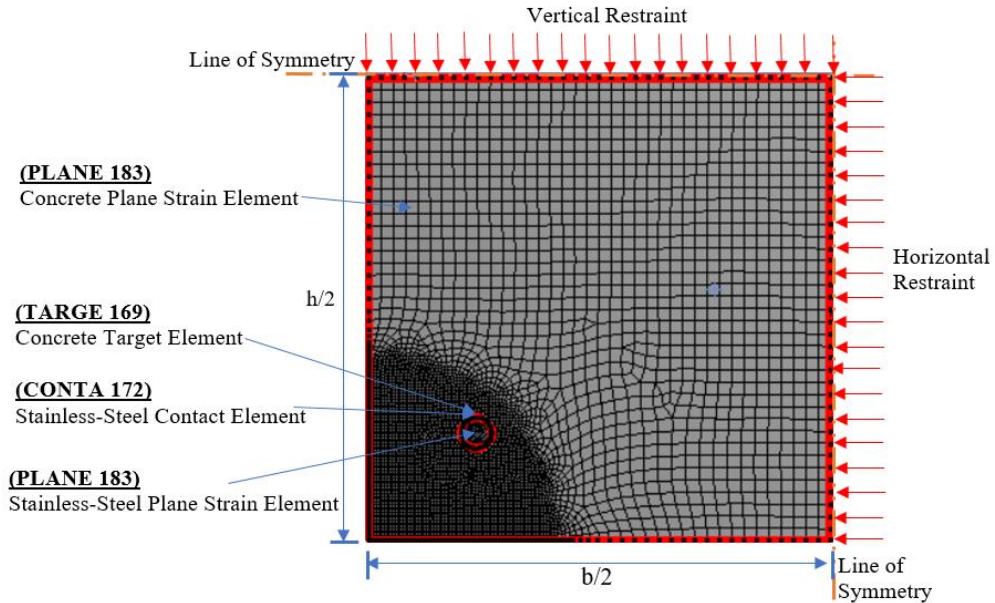 Vertical Restraint
Line of Symmetry
(PLANE 183)
Concrete Plane Strain Element
Horizontal
Restraint
h/2
(TARGE 169)
Concrete Target Element
(CONTA 172)
Stainless-Steel Contact Element
(PLANE 183)
Stainless-Steel Plane Strain Element
b/2
Line of
Symmetry